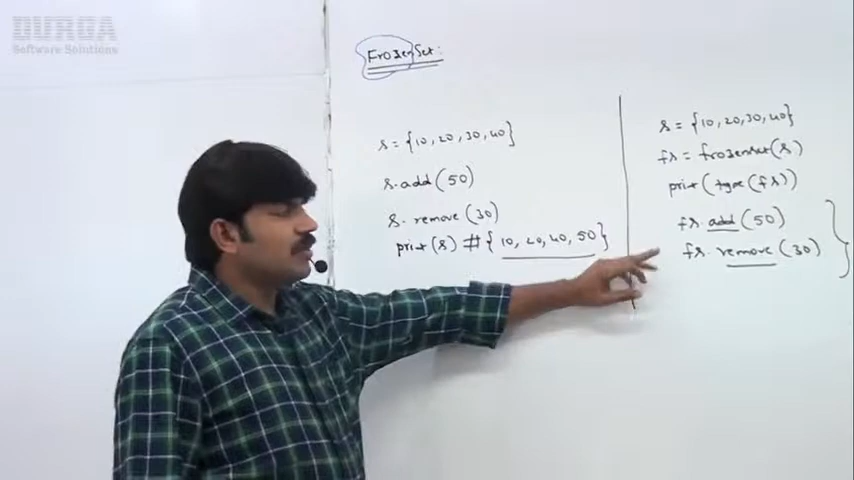 DURGA
Software Solutions
FrozenSet:
s = {10, 20, 30, 40}
s.add(50)
s.remove(30)
print(s) # {10, 20, 40, 50}
s = {10, 20, 30, 40}
fs = frozenset(s)
print(type(fs))
fs.add(50)
fs.remove(30)